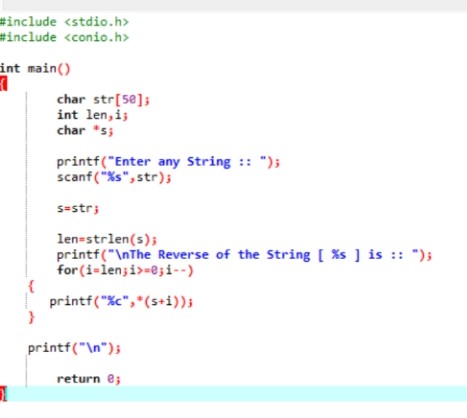 #include <stdio.h>
#include <conio.h>
int main()
{
char str[50];
int len,i;
char *s;
printf("Enter any String :: ");
scanf("%s",str);
s=str;
len=strlen(s);
printf("\nThe Reverse of the String [ %s ] is :: ");
for(i=len;i>=0;i--)
{
printf("%c",*(s+i));
}
printf("\n");
return 0;
}